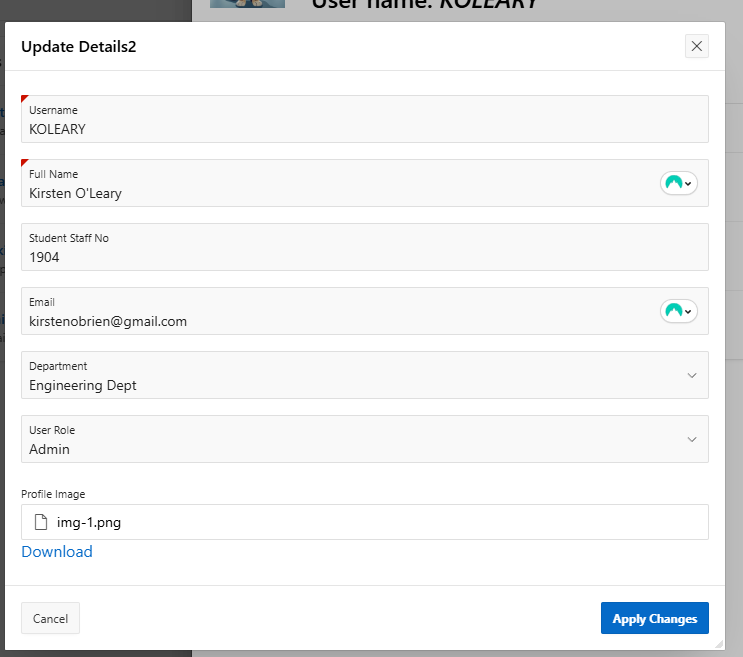 User name: KOLEARY
Update Details2
Username
KOLEARY
Full Name
Kirsten O'Leary
Student Staff No
1904
Email
kirstenobrien@gmail.com
Department
Engineering Dept
User Role
Admin
Profile Image
img-1.png
Download
Cancel
Apply Changes